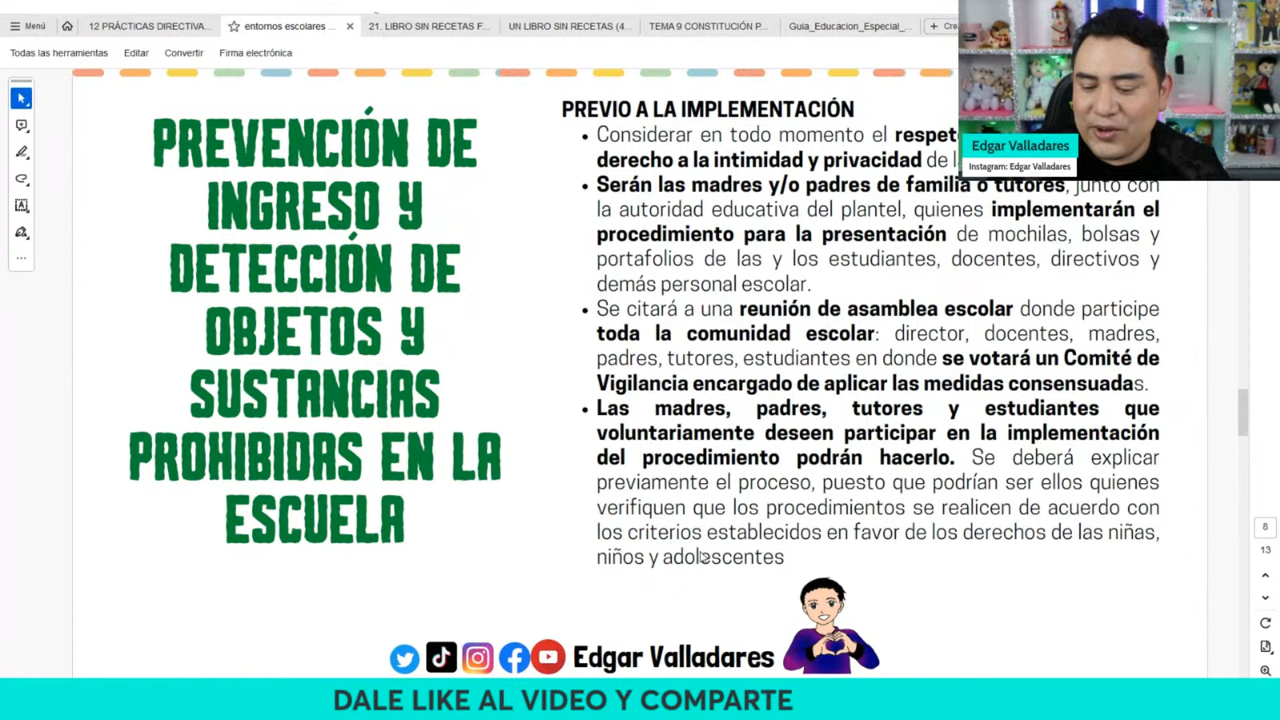 Menú
12 PRÁCTICAS DIRECTIVA...
entornos escolares ...
21. LIBRO SIN RECETAS F...
UN LIBRO SIN RECETAS (4...
TEMA 9 CONSTITUCIÓN P...
Guia_Educacion_Especial_...
Todas las herramientas
Editar
Convertir
Firma electrónica
PREVENCIÓN DE
INGRESO Y
DETECCIÓN DE
OBJETOS Y
SUSTANCIAS
PROHIBIDAS EN LA
ESCUELA
PREVIO A LA IMPLEMENTACIÓN
Considerar en todo momento el
derecho a la intimidad y privacidad de
Serán las madres y/o padres de familia o tutores, junto con
la autoridad educativa del plantel, quienes implementarán el
procedimiento para la presentación de mochilas, bolsas y
portafolios de las y los estudiantes, docentes, directivos y
demás personal escolar.
Se citará a una reunión de asamblea escolar donde participe
toda la comunidad escolar: director, docentes, madres,
padres, tutores, estudiantes en donde se votará un Comité de
Vigilancia encargado de aplicar las medidas consensuadas.
Las madres, padres, tutores y estudiantes que
voluntariamente deseen participar en la implementación
del procedimiento podrán hacerlo. Se deberá explicar
previamente el proceso, puesto que podrían ser ellos quienes
verifiquen que los procedimientos se realicen de acuerdo con
los criterios establecidos en favor de los derechos de las niñas,
niños y adolescentes
Edgar Valladares
Instagram: Edgar Valladares
8
13
Edgar Valladares
DALE LIKE AL VIDEO Y COMPARTE